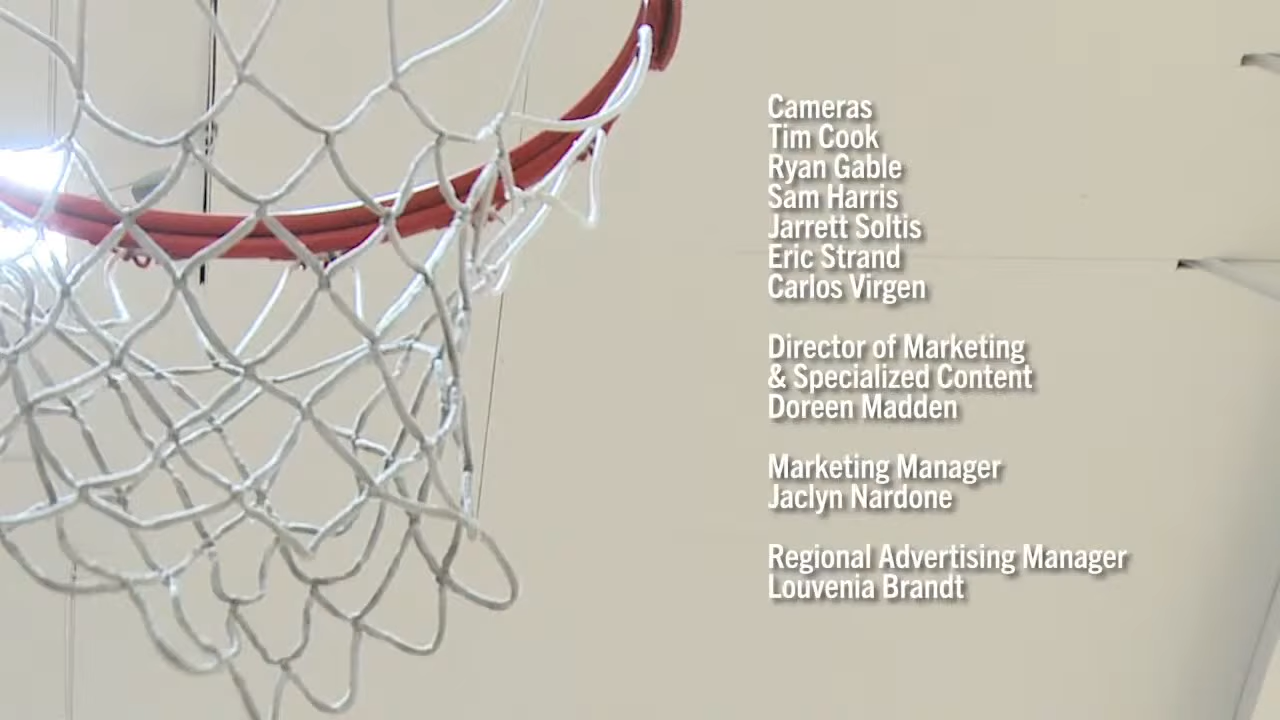 Cameras
Tim Cook
Ryan Gable
Sam Harris
Jarrett Soltis
Eric Strand
Carlos Virgen
Director of Marketing
& Specialized Content
Doreen Madden
Marketing Manager
Jaclyn Nardone
Regional Advertising Manager
Louvenia Brandt